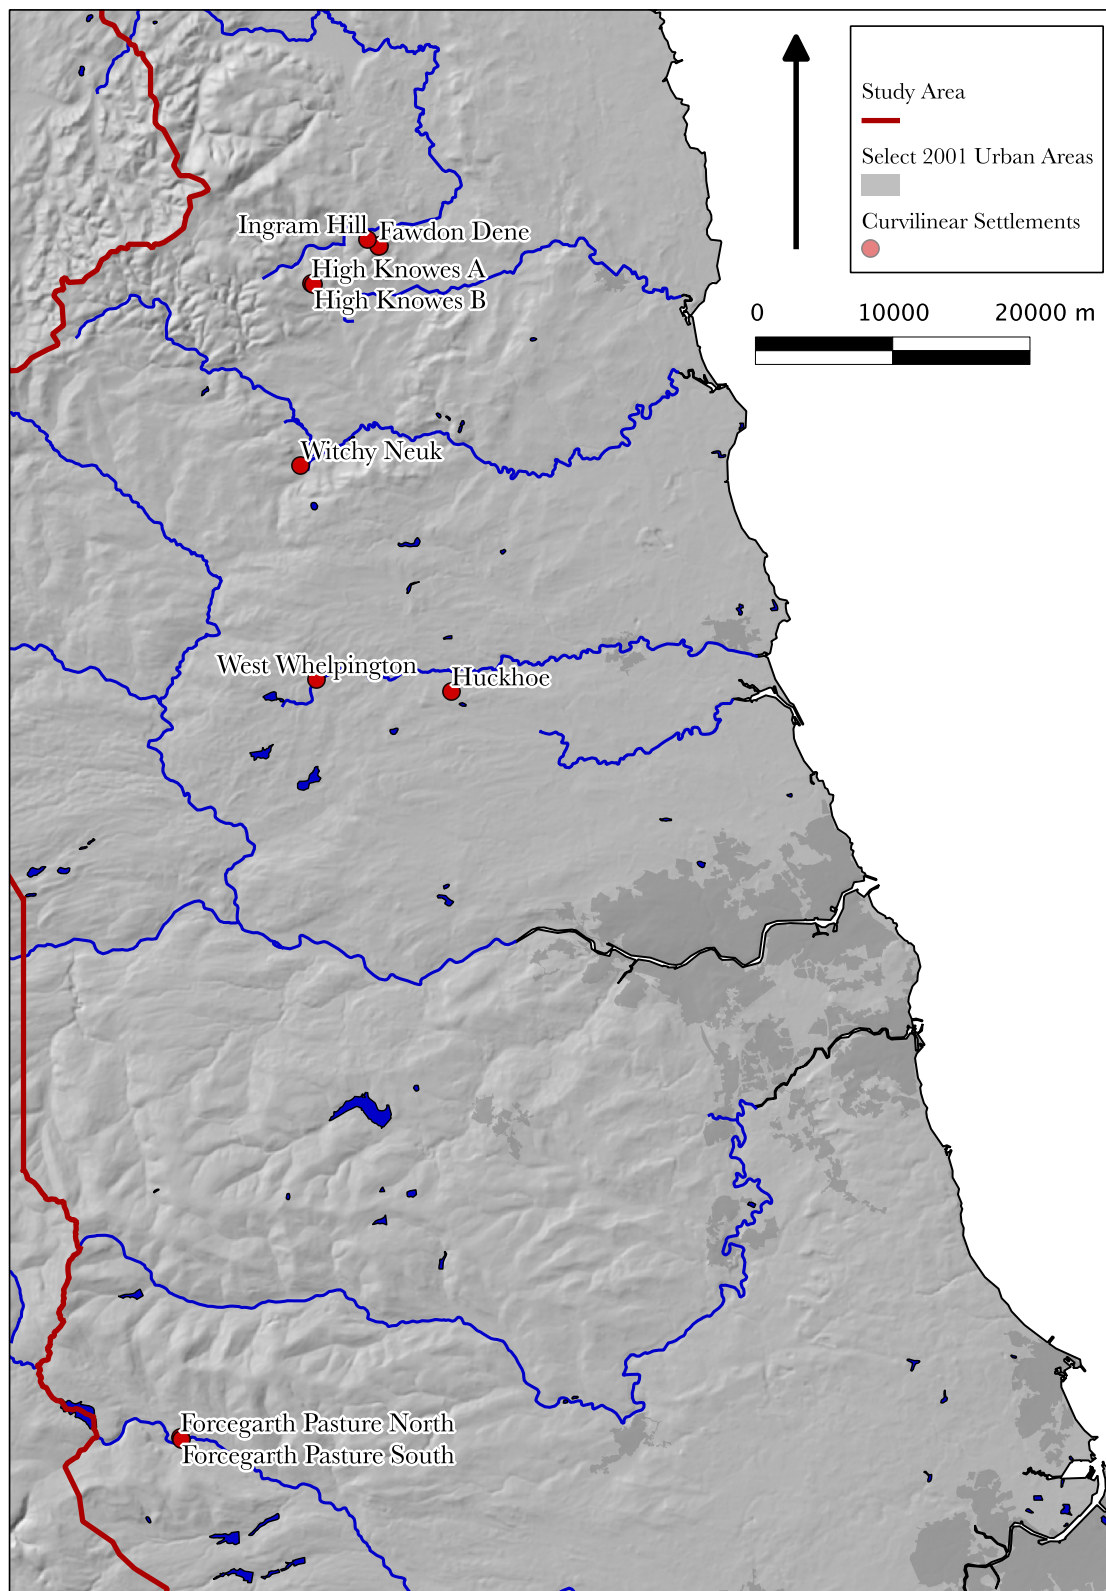 Study Area
Select 2001 Urban Areas
Curvilinear Settlements
0 10000 20000 m
Ingram Hill
Fawdon Dene
High Knowes A
High Knowes B
Witchy Neuk
West Whelpington
Huckhoe
Forcegarth Pasture North
Forcegarth Pasture South